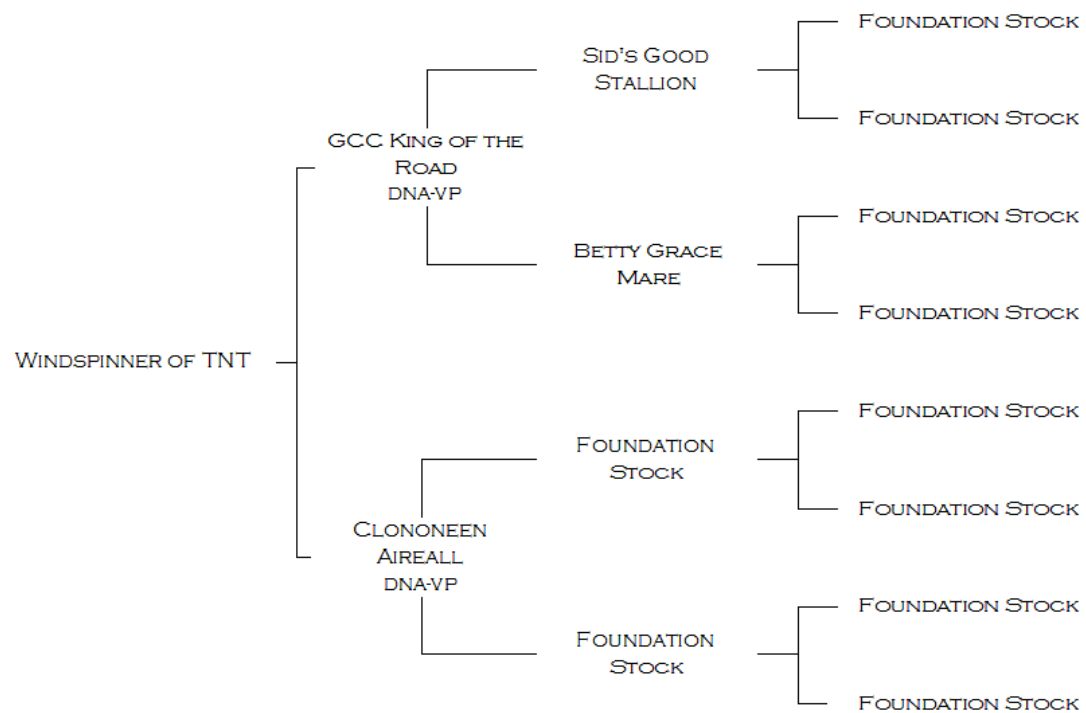 Foundation Stock
Sid's Good
Stallion
Foundation Stock
GCC King of the
Road
DNA-VP
Foundation Stock
Betty Grace
Mare
Foundation Stock
Windspinner of TNT
Foundation Stock
Foundation
Stock
Foundation Stock
Clononeen
Aireall
DNA-VP
Foundation Stock
Foundation
Stock
Foundation Stock